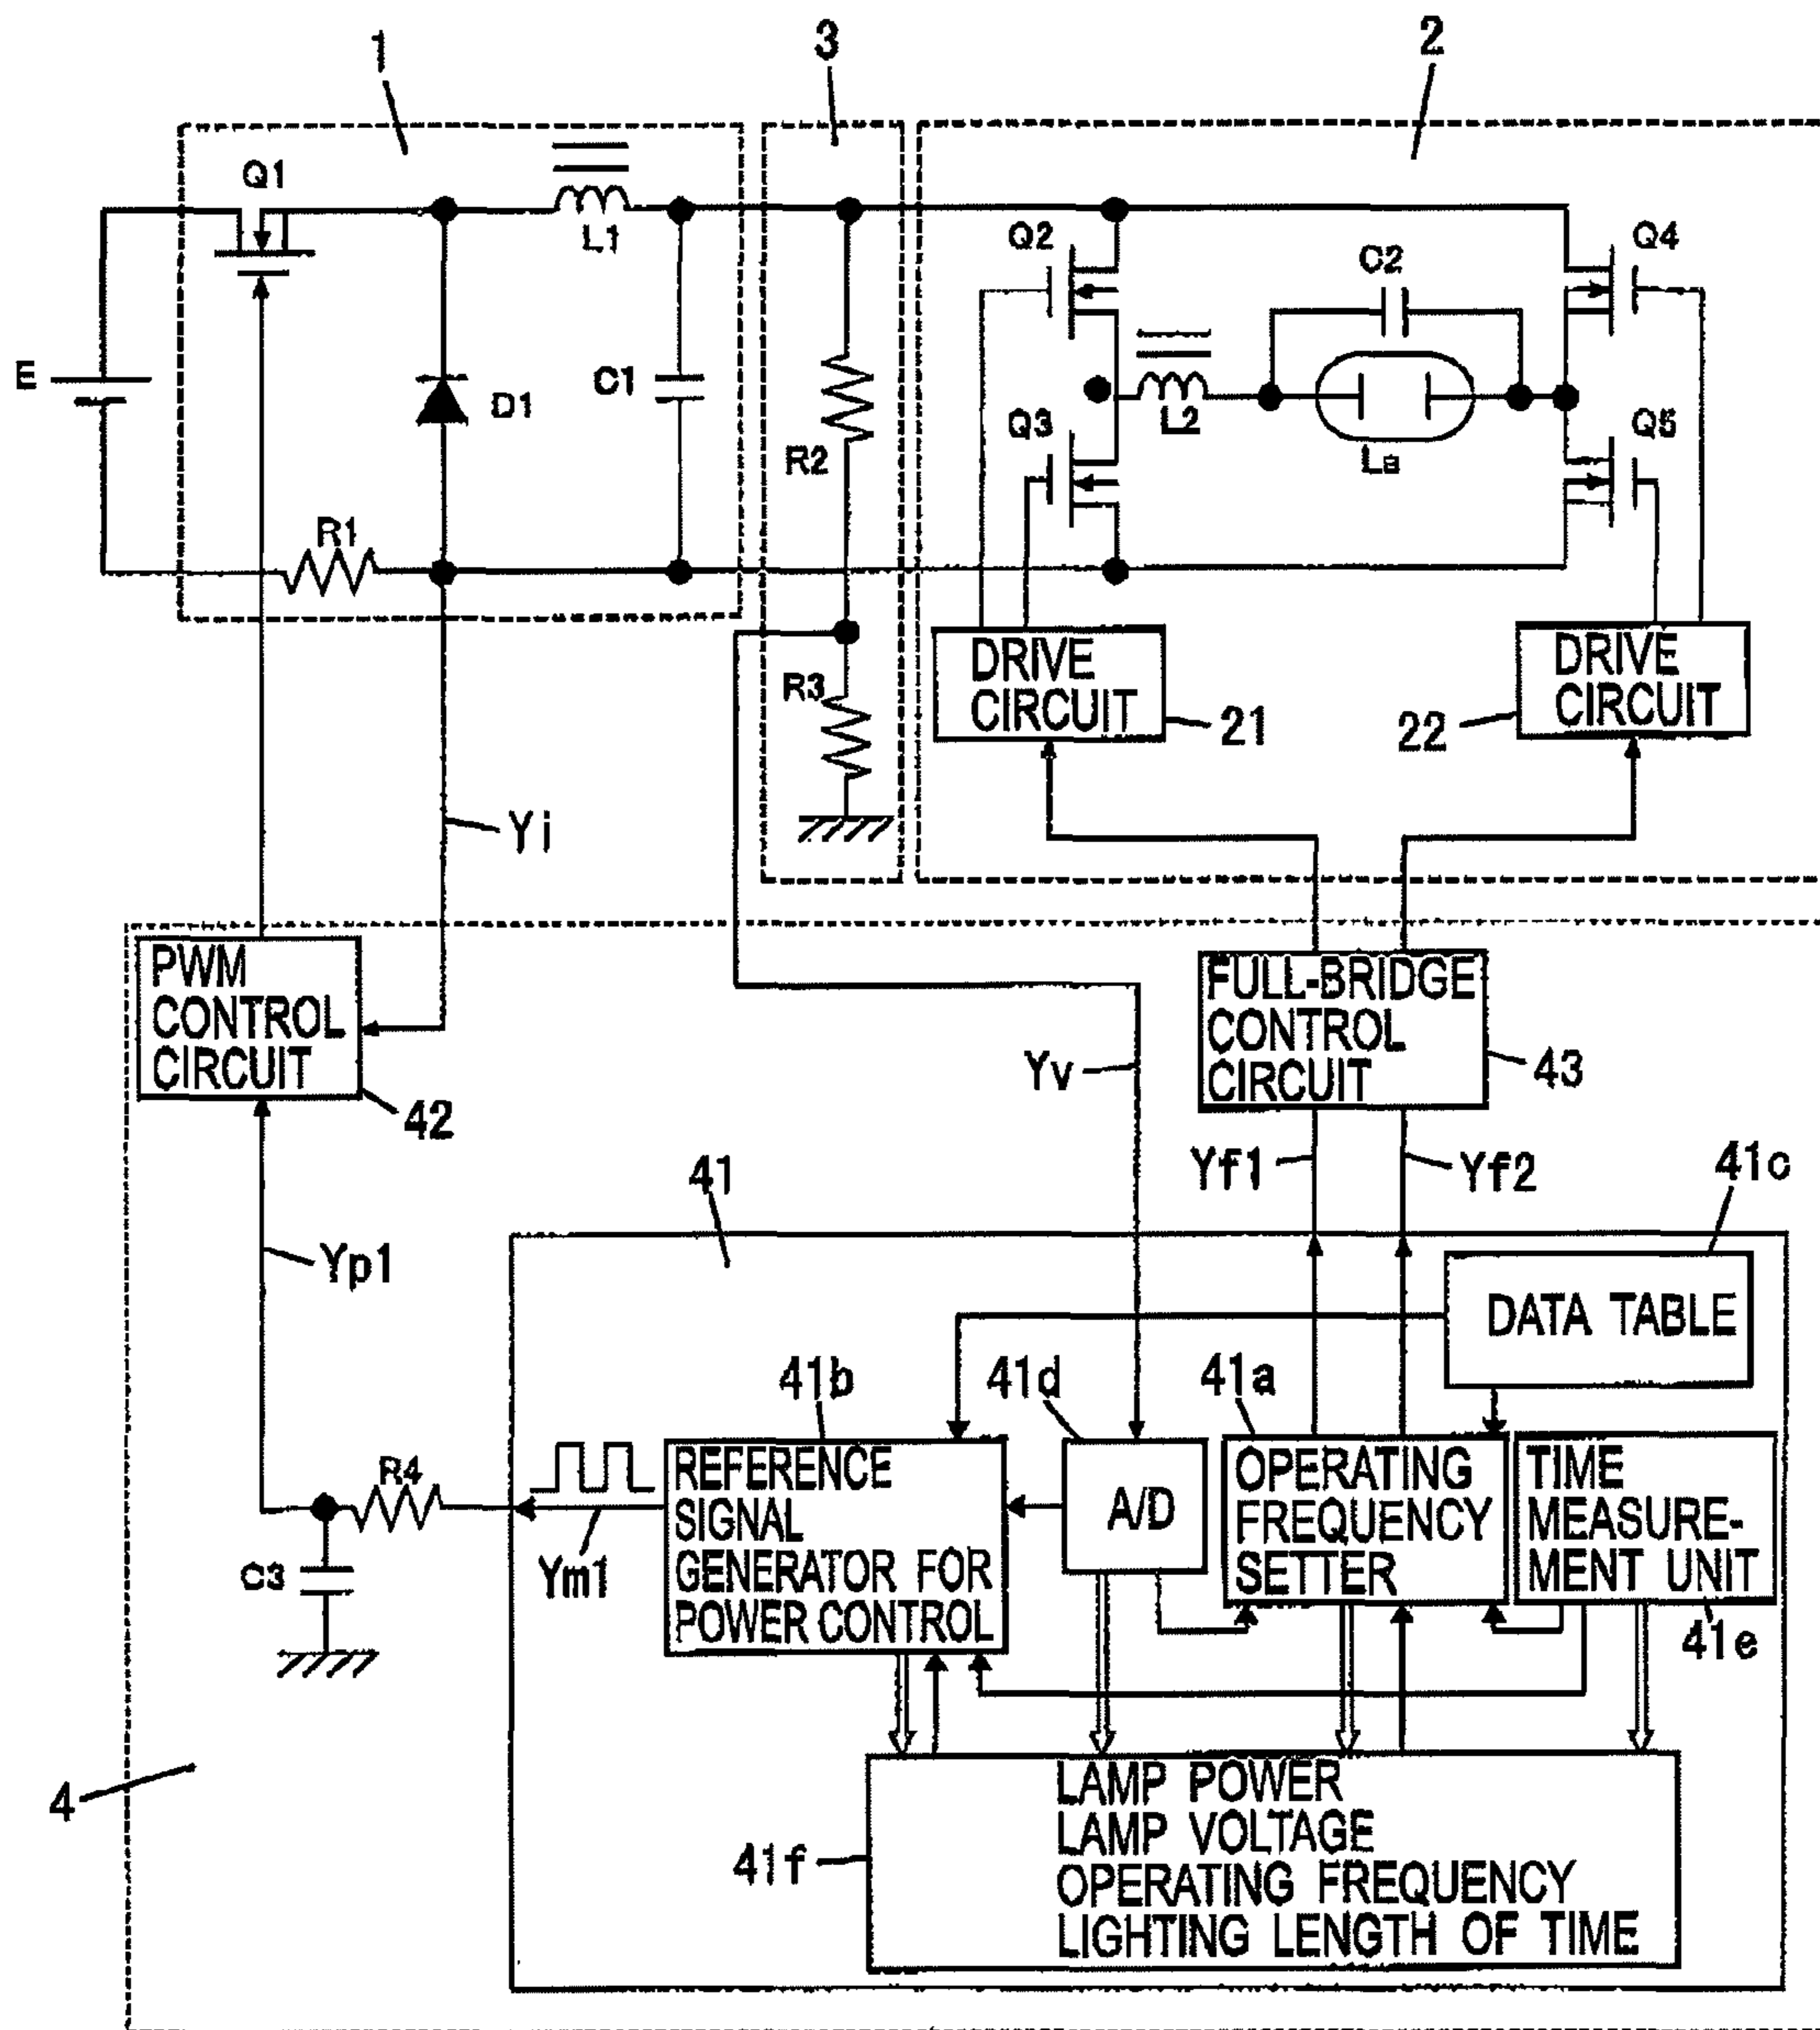 1
3
2
Q1
L1
Q2
C2
Q4
E
D1
C1
R2
Q3
L2
La
Q5
R1
R3
DRIVE
CIRCUIT
21
22
DRIVE
CIRCUIT
Yi
PWM
CONTROL
CIRCUIT
42
Yv
FULL-BRIDGE
CONTROL
CIRCUIT
43
Yf1
Yf2
41c
41
Yp1
DATA TABLE
41b
41d
41a
R4
C3
Ym1
REFERENCE
SIGNAL
GENERATOR FOR
POWER CONTROL
A/D
OPERATING
FREQUENCY
SETTER
TIME
MEASURE-
MENT UNIT
41e
4
41f
LAMP POWER
LAMP VOLTAGE
OPERATING FREQUENCY
LIGHTING LENGTH OF TIME